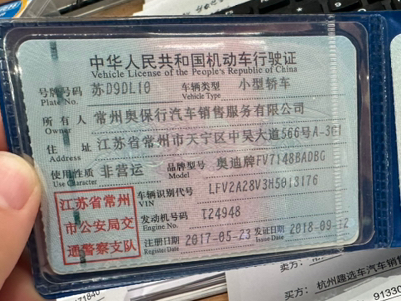 中华人民共和国机动车行驶证
Vehicle License of the People's Republic of China
号牌号码 苏D9DL10 车辆类型 小型轿车
Plate No. Vehicle Type
所有人 常州奥保行汽车销售服务有限公司
Owner
住址 江苏省常州市天宁区中吴大道566号A-361
Address
使用性质 非营运 品牌型号 奥迪牌FV7148BADBG
Use Character Model
江苏省常州
市公安局交
通警察支队
车辆识别代号 LFV2A28V3H5013176
VIN
发动机号码 T24948
Engine No.
注册日期 2017-05-23 发证日期 2018-09-12
Register Date Issue Date
卖方:
买方: 杭州趣选车汽车销售
91330